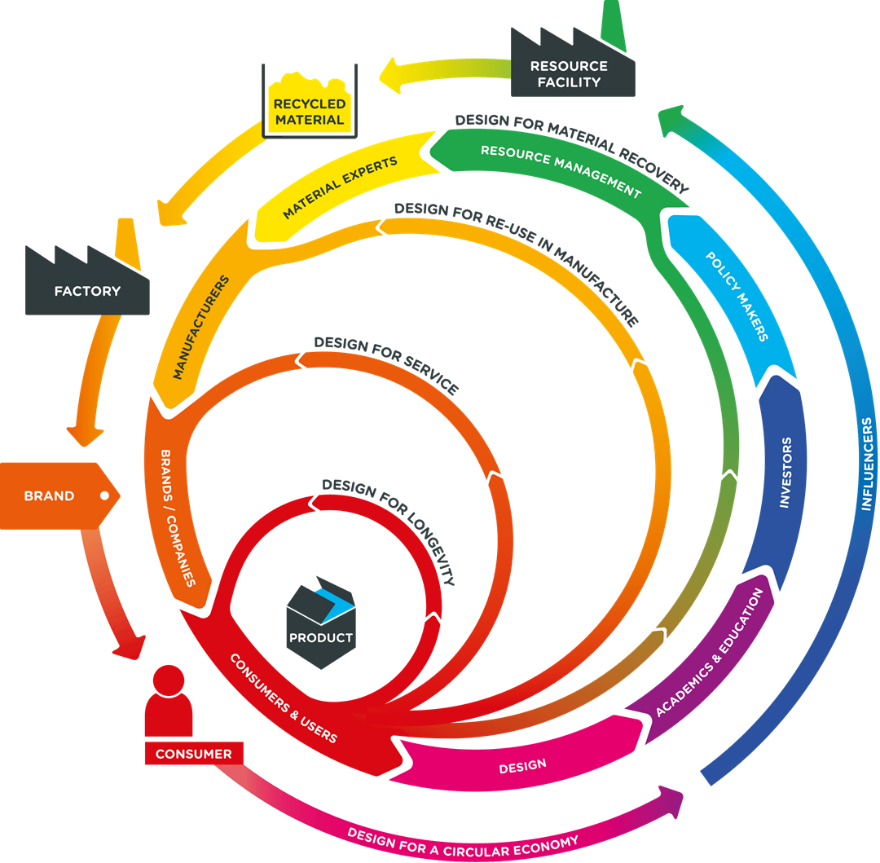 RESOURCE
FACILITY
RECYCLED
MATERIAL
DESIGN FOR MATERIAL RECOVERY
RESOURCE MANAGEMENT
MATERIAL EXPERTS
DESIGN FOR RE-USE IN MANUFACTURE
POLICY MAKERS
FACTORY
MANUFACTURERS
DESIGN FOR SERVICE
INVESTORS
INFLUENCERS
BRAND
BRANDS / COMPANIES
DESIGN FOR LONGEVITY
PRODUCT
ACADEMICS & EDUCATION
CONSUMERS & USERS
CONSUMER
DESIGN
DESIGN FOR A CIRCULAR ECONOMY